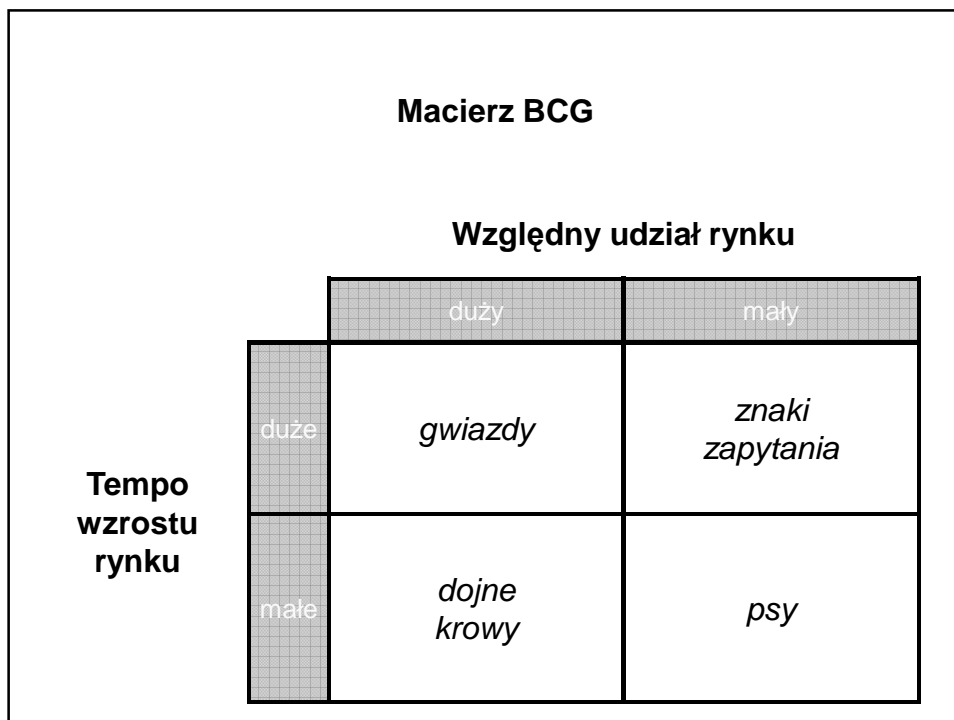 Macierz BCG
Względny udział rynku
duży
mały
duże
gwiazdy
znaki
zapytania
Tempo
wzrostu
rynku
małe
dojne
krowy
psy